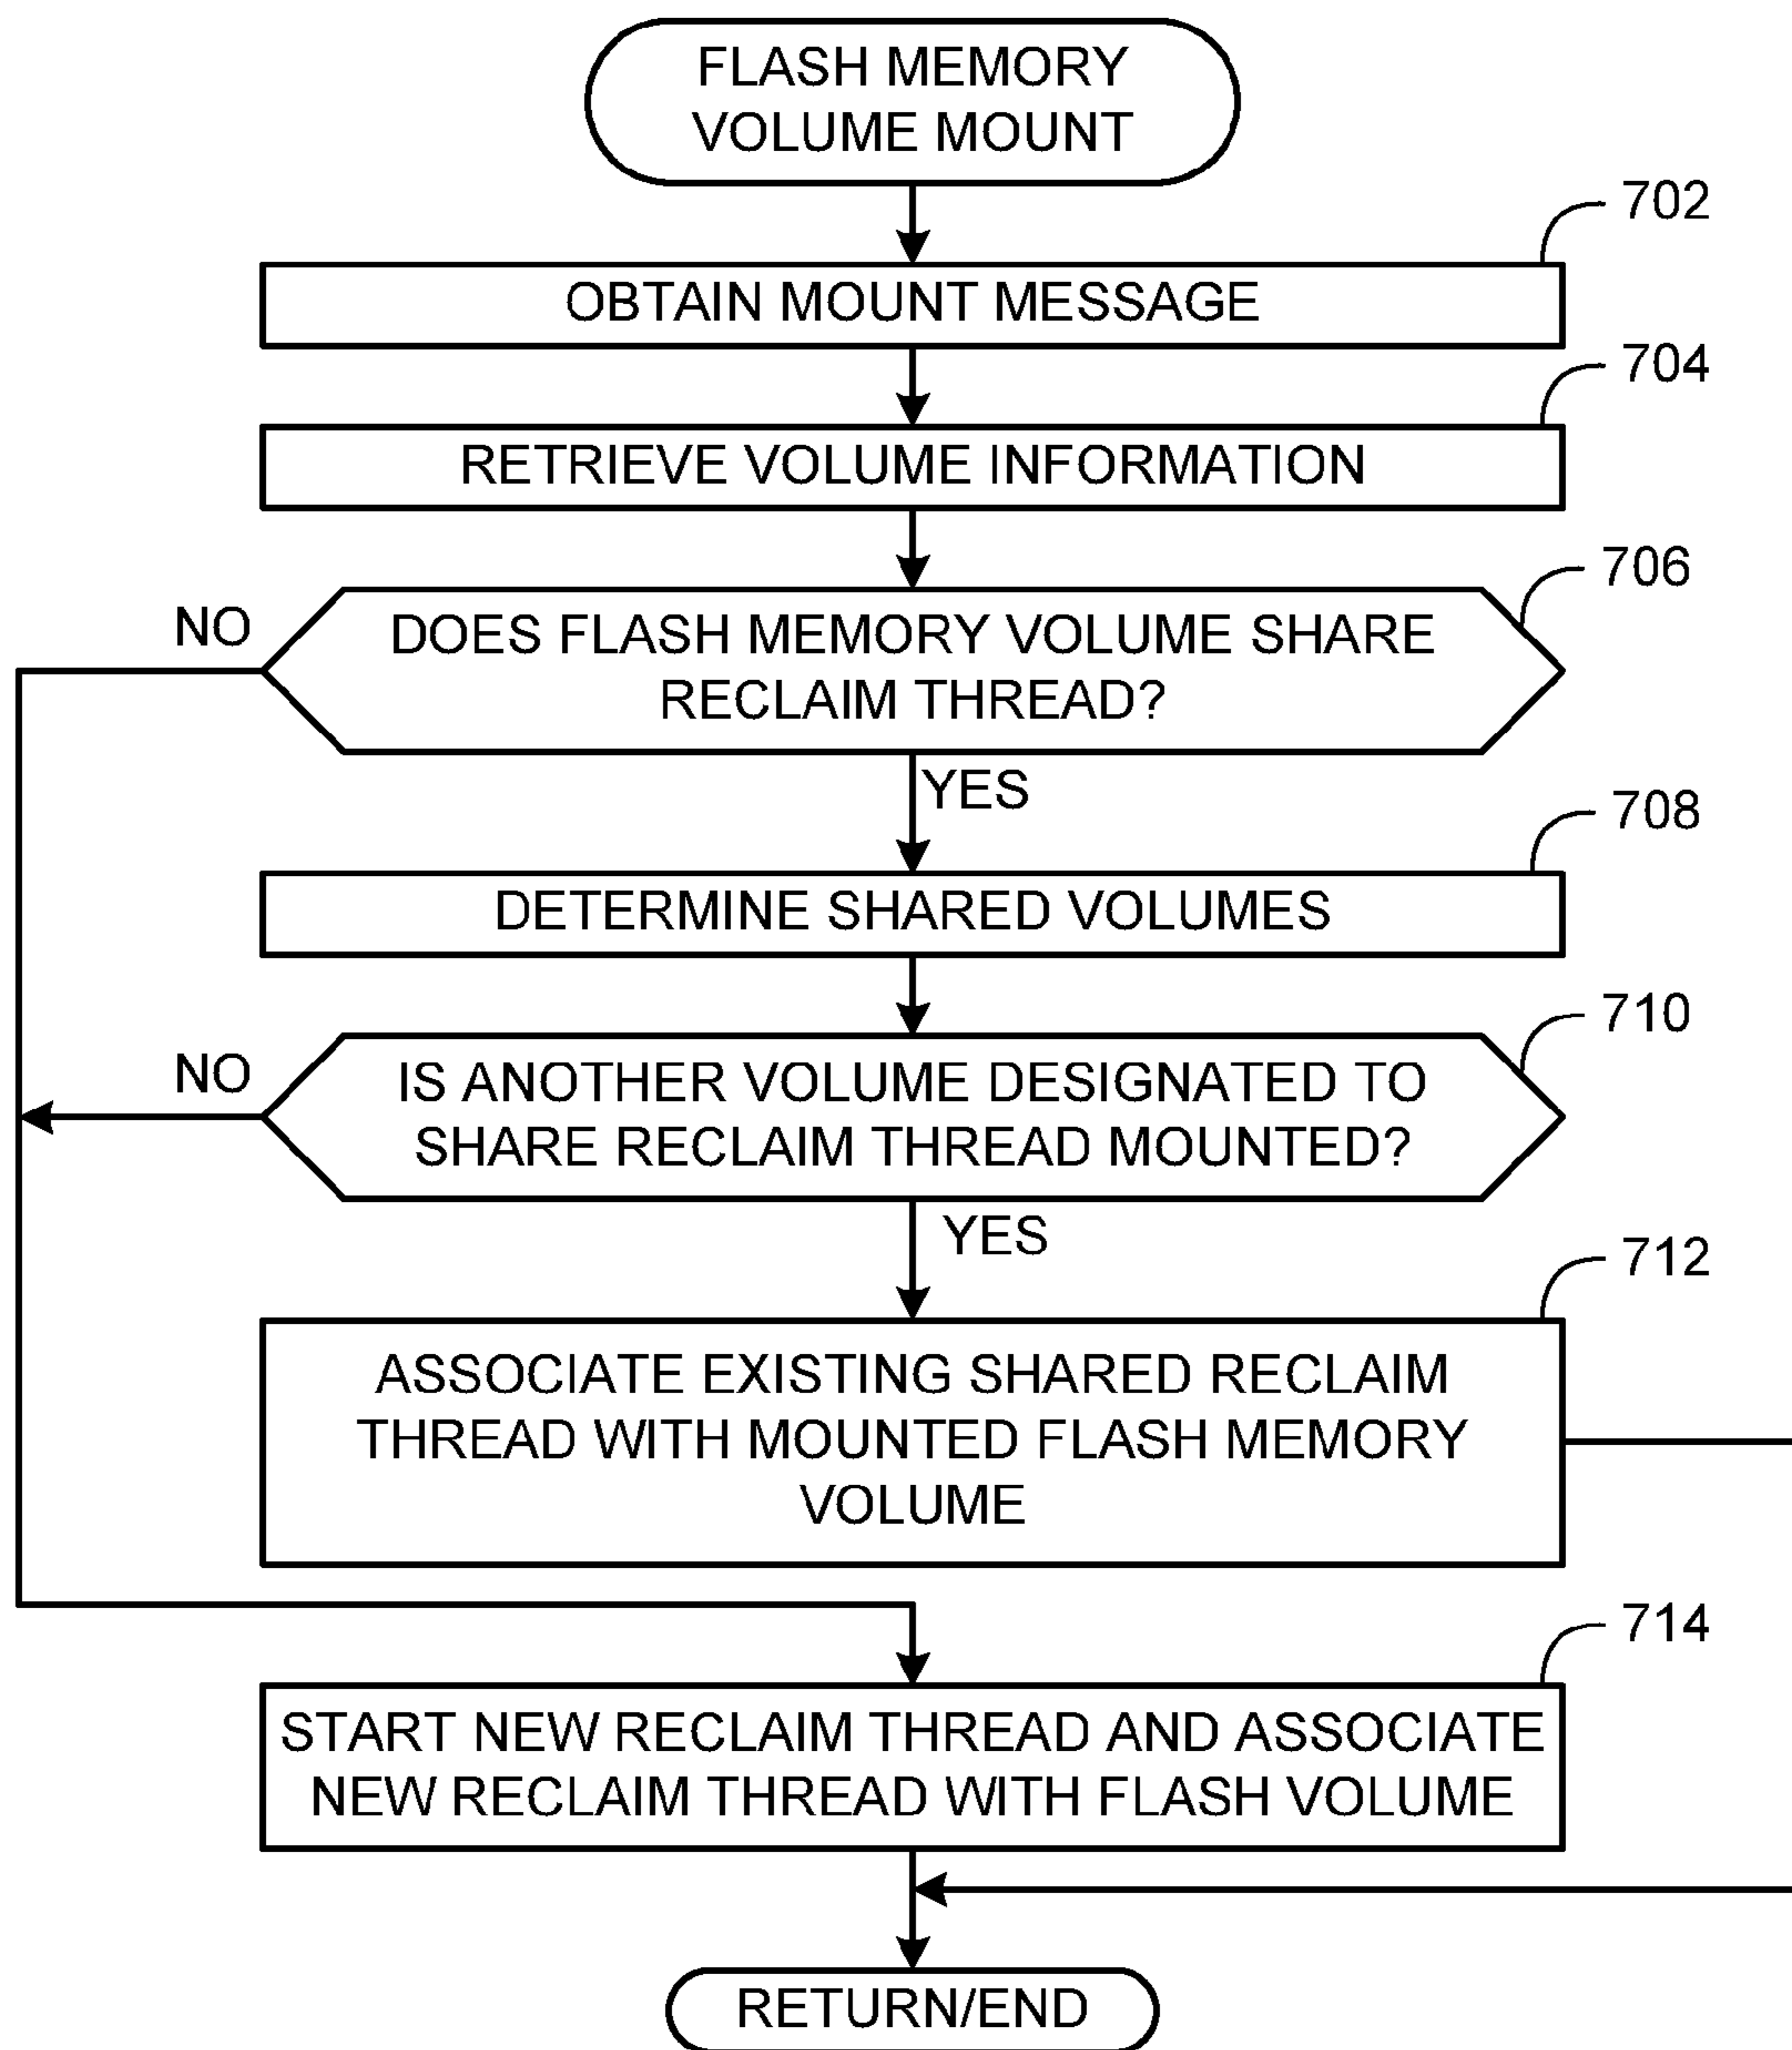 FLASH MEMORY
VOLUME MOUNT
702
OBTAIN MOUNT MESSAGE
704
RETRIEVE VOLUME INFORMATION
706
NO
DOES FLASH MEMORY VOLUME SHARE
RECLAIM THREAD?
YES
708
DETERMINE SHARED VOLUMES
710
NO
IS ANOTHER VOLUME DESIGNATED TO
SHARE RECLAIM THREAD MOUNTED?
YES
712
ASSOCIATE EXISTING SHARED RECLAIM
THREAD WITH MOUNTED FLASH MEMORY
VOLUME
714
START NEW RECLAIM THREAD AND ASSOCIATE
NEW RECLAIM THREAD WITH FLASH VOLUME
RETURN/END